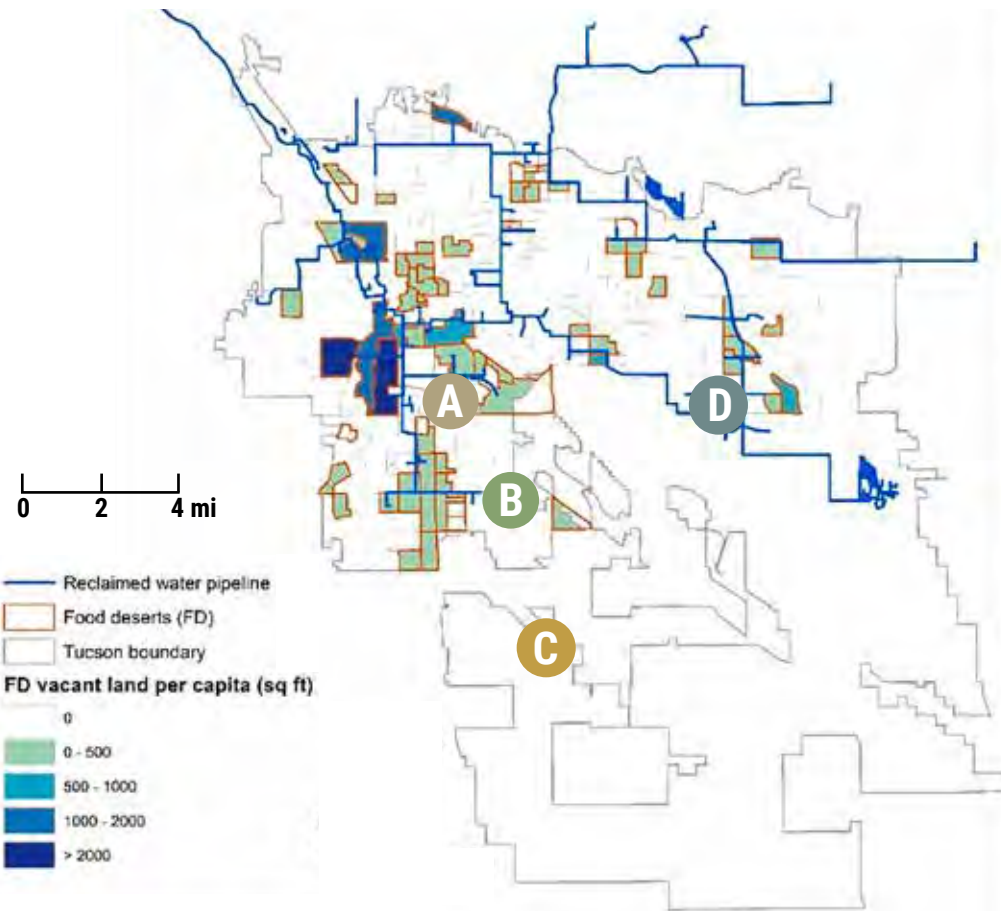 A
D
B
0 2 4 mi
C
Reclaimed water pipeline
Food deserts (FD)
Tucson boundary
FD vacant land per capita (sq ft)
0
0 - 500
500 - 1000
1000 - 2000
> 2000